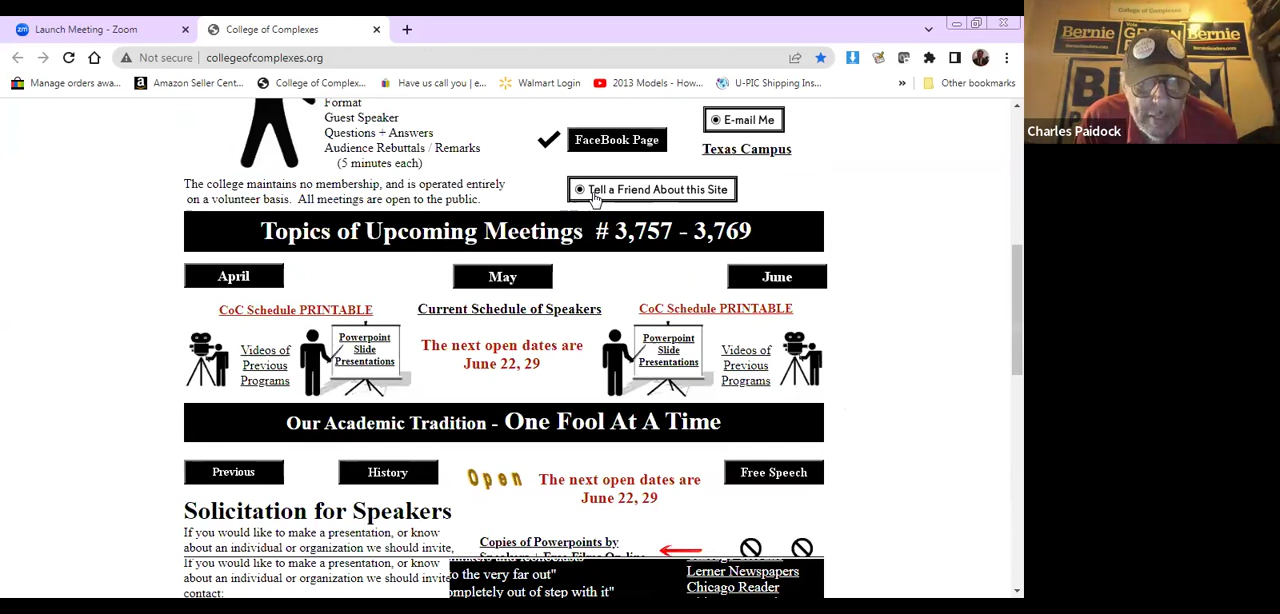 Launch Meeting - Zoom
College of Complexes
Not secure
collegeofcomplexes.org
Manage orders awa...
Amazon Seller Cent...
College of Complex...
Have us call you | e...
Walmart Login
2013 Models - How...
U-PIC Shipping Ins...
Other bookmarks
College of Complexes
Bernie
Vote
Bernie
Charles Paidock
Format
Guest Speaker
Questions + Answers
Audience Rebuttals / Remarks
(5 minutes each)
FaceBook Page
E-mail Me
Texas Campus
The college maintains no membership, and is operated entirely
on a volunteer basis. All meetings are open to the public.
Tell a Friend About this Site
Topics of Upcoming Meetings # 3,757 - 3,769
April
May
June
CoC Schedule PRINTABLE
Current Schedule of Speakers
CoC Schedule PRINTABLE
Videos of
Previous
Programs
Powerpoint
Slide
Presentations
The next open dates are
June 22, 29
Powerpoint
Slide
Presentations
Videos of
Previous
Programs
Our Academic Tradition - One Fool At A Time
Previous
History
Open
The next open dates are
June 22, 29
Free Speech
Solicitation for Speakers
If you would like to make a presentation, or know
about an individual or organization we should invite,
Copies of Powerpoints by
If you would like to make a presentation, or know
about an individual or organization we should invite
contact:
to the very far out"
ompletely out of step with it"
Lerner Newspapers
Chicago Reader